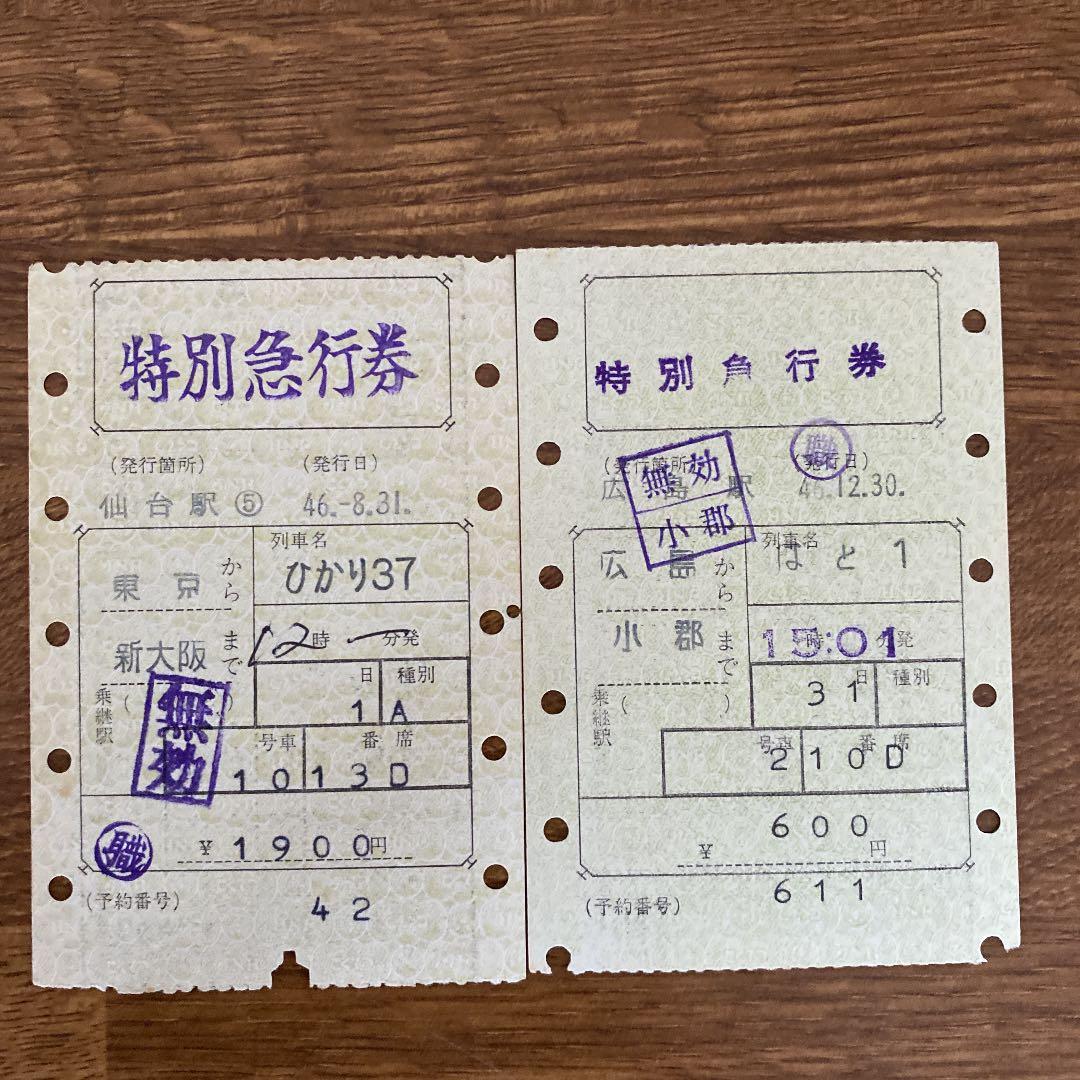 特別急行券
(発行箇所) (発行日)
仙台駅⑤ 46.-8.31.
列車名
東京 から ひかり37
新大阪 まで 12時 ー 分発
乗継駅 ( ) 日 種別
1 A
無効
号車 番 席
10 13 D
職
¥ 1900円
(予約番号) 42
特別急行券
職
(発行箇所) (発行日)
広島駅 46.12.30.
無効
小郡
列車名
広島 から はと1
小郡 まで 時 分発 15:01
乗継駅 ( ) 日 種別
31
号車 番 席
2 10 D
600
¥ 円
(予約番号) 611